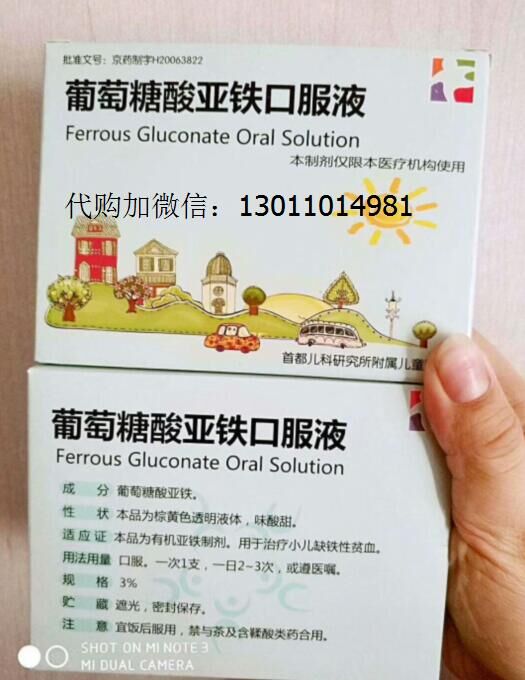 批准文号：京药制字H20063822
葡萄糖酸亚铁口服液
Ferrous Gluconate Oral Solution
本制剂仅限本医疗机构使用
代购加微信：13011014981
首都儿科研究所附属儿童
葡萄糖酸亚铁口服液
Ferrous Gluconate Oral Solution
成 分 葡萄糖酸亚铁。
性 状 本品为棕黄色透明液体，味酸甜。
适应证 本品为有机亚铁制剂。用于治疗小儿缺铁性贫血。
用法用量 口服。一次1支，一日2~3次，或遵医嘱。
规 格 3%
贮 藏 遮光，密封保存。
注 意 宜饭后服用，禁与茶及含鞣酸类药合用。
SHOT ON MI NOTE 3
MI DUAL CAMERA